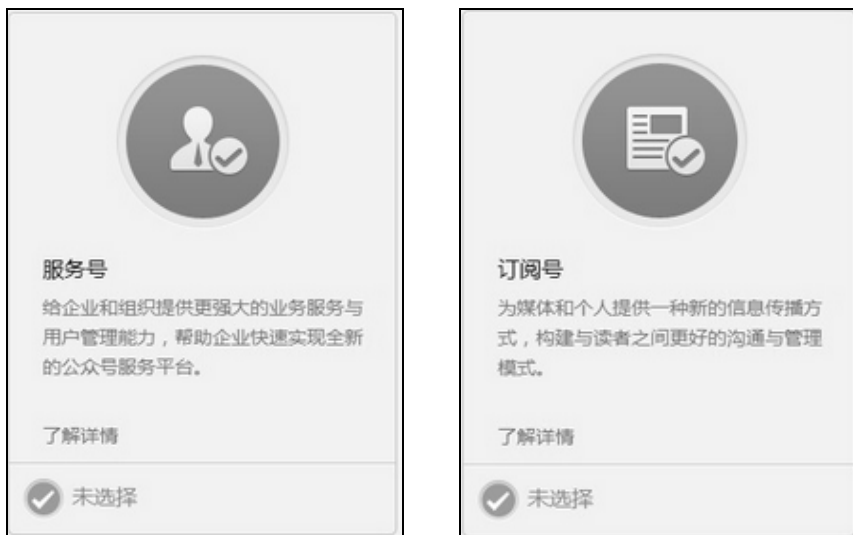 服务号
给企业和组织提供更强大的业务服务与
用户管理能力，帮助企业快速实现全新
的公众号服务平台。
了解详情
未选择
订阅号
为媒体和个人提供一种新的信息传播方
式，构建与读者之间更好的沟通与管理
模式。
了解详情
未选择